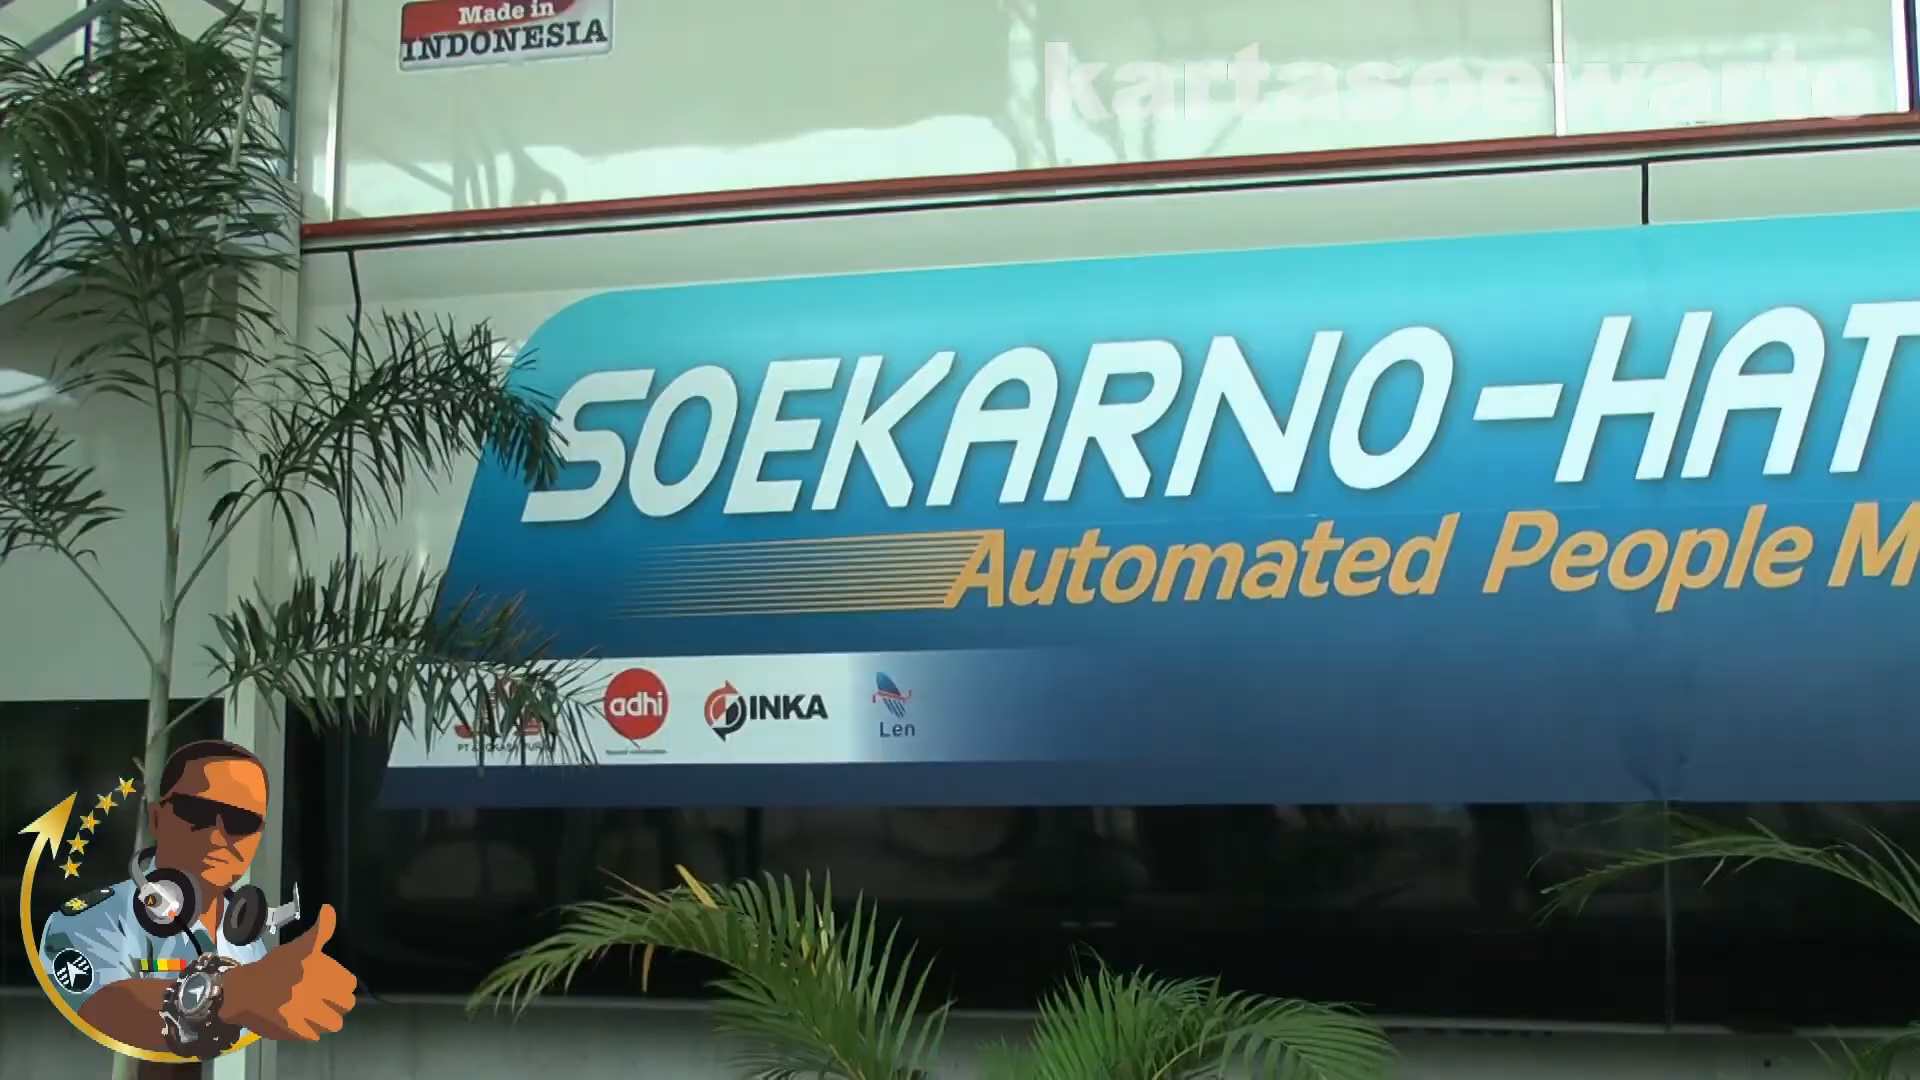 Made in
INDONESIA
kartasoewarto
SOEKARNO-HAT
Automated People M
adhi
INKA
Len